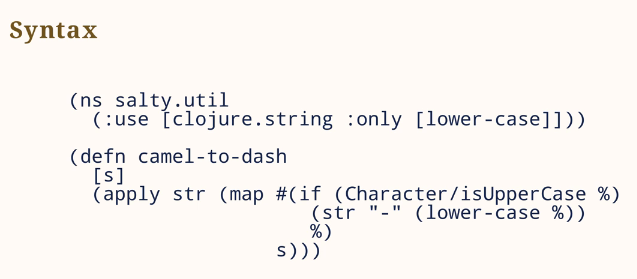 Syntax
(ns salty.util
  (:use [clojure.string :only [lower-case]]))
(defn camel-to-dash
  [s]
  (apply str (map #(if (Character/isUpperCase %)
                     (str "-" (lower-case %))
                     %)
                  s)))